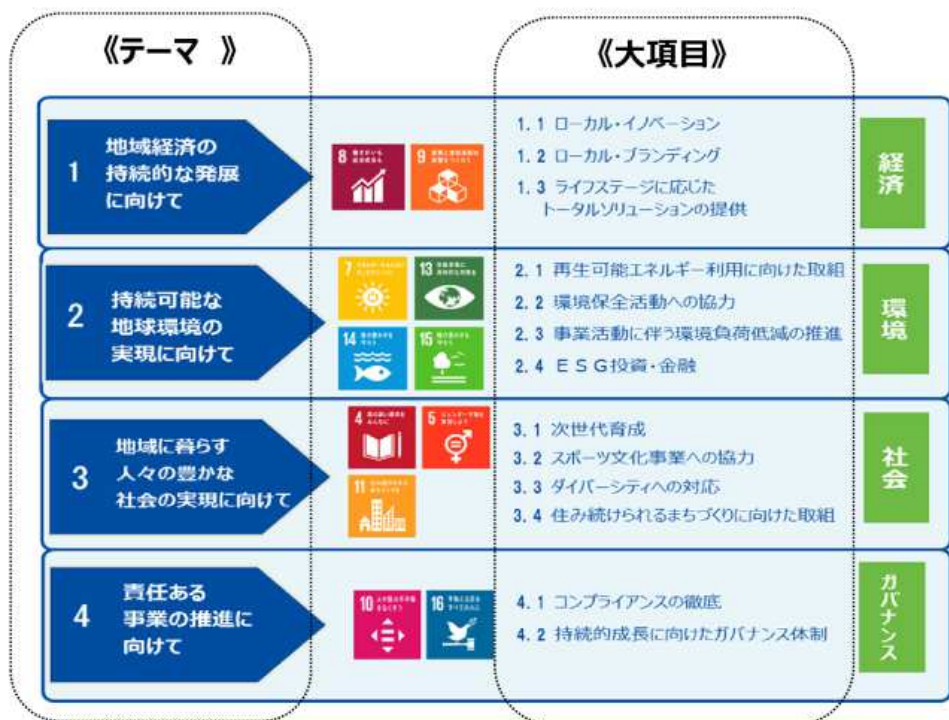 《テーマ 》
《大項目》
1
地域経済の
持続的な発展
に向けて
8
9
1.1 ローカル・イノベーション
1.2 ローカル・ブランディング
1.3 ライフステージに応じた
トータルソリューションの提供
経済
2
持続可能な
地球環境の
実現に向けて
7
13
14
15
2.1 再生可能エネルギー利用に向けた取組
2.2 環境保全活動への協力
2.3 事業活動に伴う環境負荷低減の推進
2.4 ESG投資・金融
環境
3
地域に暮らす
人々の豊かな
社会の実現に向けて
4
5
11
3.1 次世代育成
3.2 スポーツ文化事業への協力
3.3 ダイバーシティへの対応
3.4 住み続けられるまちづくりに向けた取組
社会
4
責任ある
事業の推進に
向けて
10
16
4.1 コンプライアンスの徹底
4.2 持続的成長に向けたガバナンス体制
ガバナンス